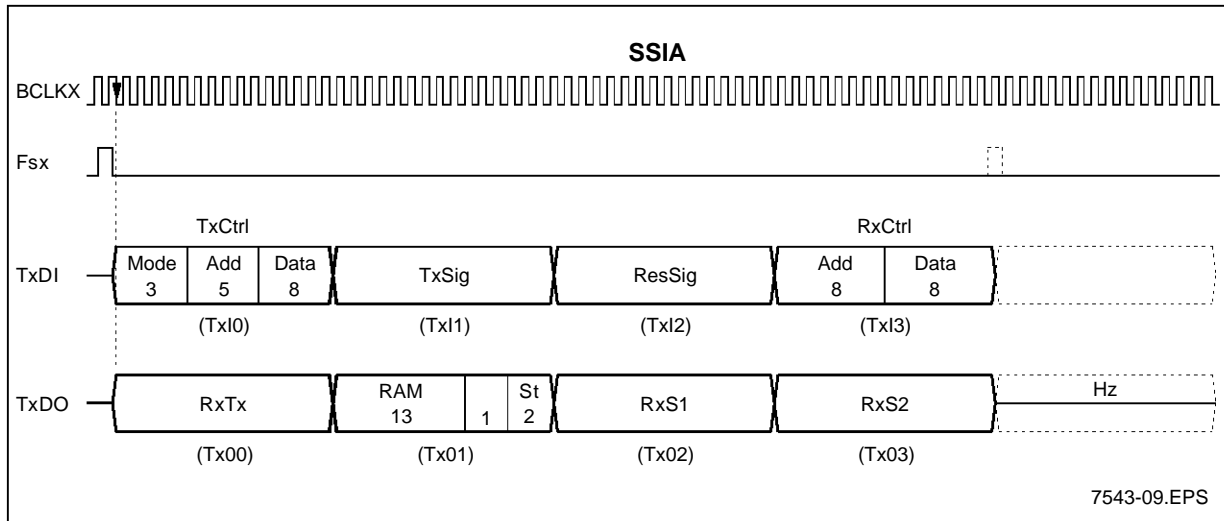 SSIA
BCLKX
Fsx
TxCtrl
RxCtrl
TxDI
Mode
3
Add
5
Data
8
TxSig
ResSig
Add
8
Data
8
(TxI0)
(TxI1)
(TxI2)
(TxI3)
TxDO
RxTx
RAM
13
1
St
2
RxS1
RxS2
Hz
(Tx00)
(Tx01)
(Tx02)
(Tx03)
7543-09.EPS